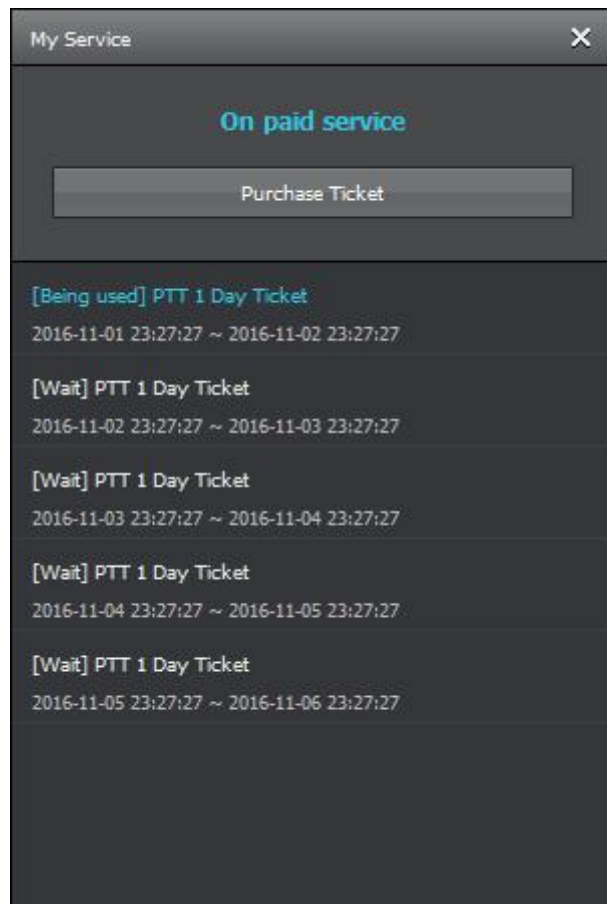 My Service
On paid service
Purchase Ticket
[Being used] PTT 1 Day Ticket
2016-11-01 23:27:27 ~ 2016-11-02 23:27:27
[Wait] PTT 1 Day Ticket
2016-11-02 23:27:27 ~ 2016-11-03 23:27:27
[Wait] PTT 1 Day Ticket
2016-11-03 23:27:27 ~ 2016-11-04 23:27:27
[Wait] PTT 1 Day Ticket
2016-11-04 23:27:27 ~ 2016-11-05 23:27:27
[Wait] PTT 1 Day Ticket
2016-11-05 23:27:27 ~ 2016-11-06 23:27:27